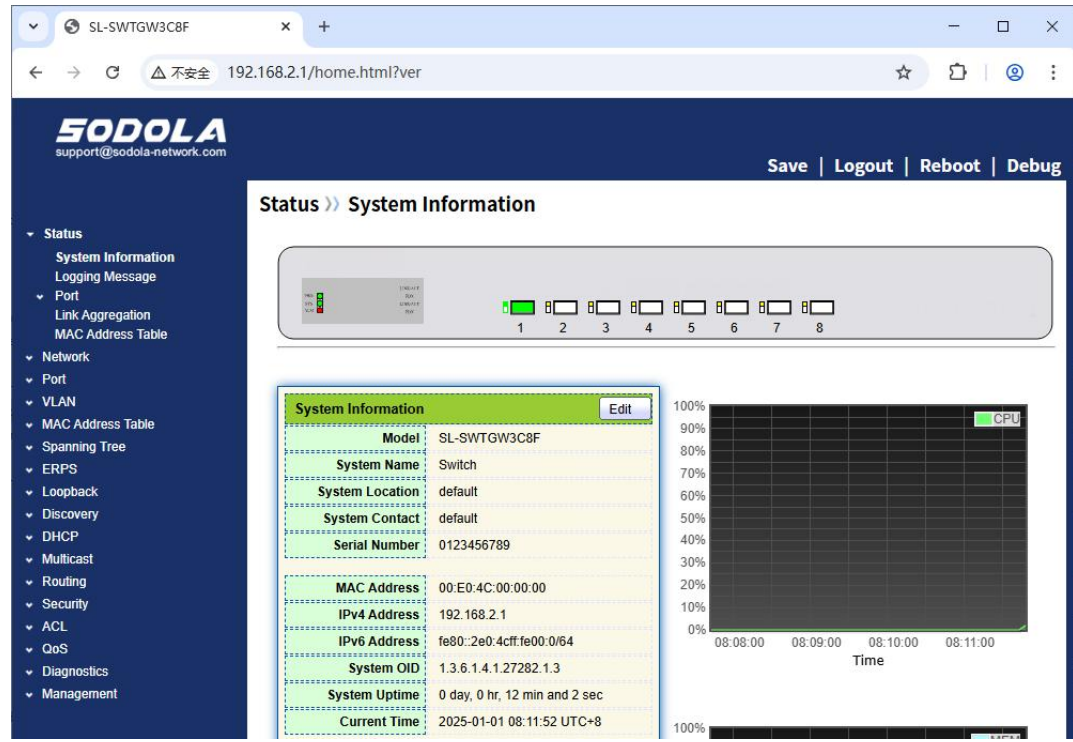 SL-SWTGW3C8F
不安全 192.168.2.1/home.html?ver
SODOLA
support@sodola-network.com
Save | Logout | Reboot | Debug
Status 》 System Information
Status
System Information
Logging Message
Port
Link Aggregation
MAC Address Table
Network
Port
VLAN
MAC Address Table
Spanning Tree
ERPS
Loopback
Discovery
DHCP
Multicast
Routing
Security
ACL
QoS
Diagnostics
Management
1 2 3 4 5 6 7 8
System Information Edit
Model SL-SWTGW3C8F
System Name Switch
System Location default
System Contact default
Serial Number 0123456789
MAC Address 00:E0:4C:00:00:00
IPv4 Address 192.168.2.1
IPv6 Address fe80::2e0:4cff:fe00:0/64
System OID 1.3.6.1.4.1.27282.1.3
System Uptime 0 day, 0 hr, 12 min and 2 sec
Current Time 2025-01-01 08:11:52 UTC+8
CPU
100%
90%
80%
70%
60%
50%
40%
30%
20%
10%
0%
08:08:00 08:09:00 08:10:00 08:11:00
Time
100%
MEM